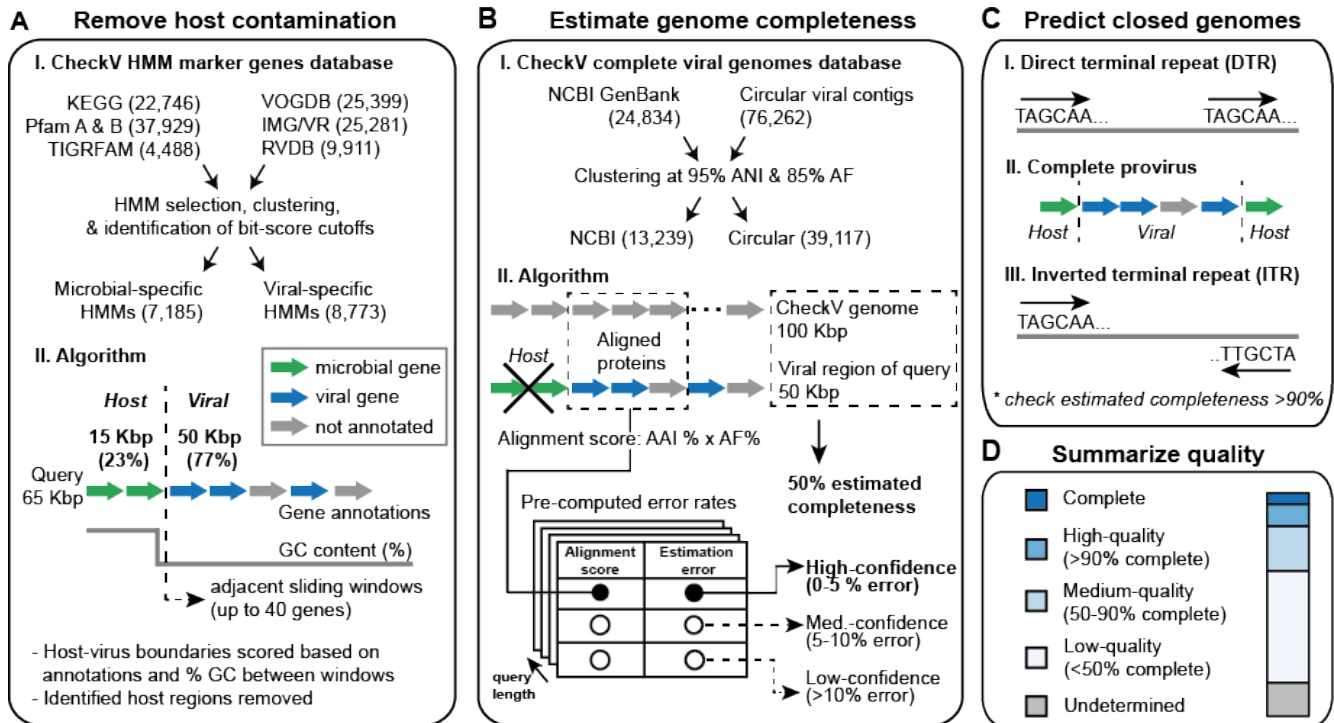 A Remove host contamination
I. CheckV HMM marker genes database
KEGG (22,746)
Pfam A & B (37,929)
TIGRFAM (4,488)
VOGDB (25,399)
IMG/VR (25,281)
RVDB (9,911)
HMM selection, clustering,
& identification of bit-score cutoffs
Microbial-specific
HMMs (7,185)
Viral-specific
HMMs (8,773)
II. Algorithm
microbial gene
viral gene
not annotated
Host
Viral
15 Kbp
(23%)
50 Kbp
(77%)
Query
65 Kbp
Gene annotations
GC content (%)
adjacent sliding windows
(up to 40 genes)
- Host-virus boundaries scored based on
annotations and % GC between windows
- Identified host regions removed
B Estimate genome completeness
I. CheckV complete viral genomes database
NCBI GenBank
(24,834)
Circular viral contigs
(76,262)
Clustering at 95% ANI & 85% AF
NCBI (13,239)
Circular (39,117)
II. Algorithm
Host
Aligned
proteins
CheckV genome
100 Kbp
Viral region of query
50 Kbp
Alignment score: AAI % x AF%
50% estimated
completeness
Pre-computed error rates
Alignment
score
Estimation
error
query
length
High-confidence
(0-5 % error)
Med.-confidence
(5-10% error)
Low-confidence
(>10% error)
C Predict closed genomes
I. Direct terminal repeat (DTR)
TAGCAA...
TAGCAA...
II. Complete provirus
Host
Viral
Host
III. Inverted terminal repeat (ITR)
TAGCAA...
..TTGCTA
* check estimated completeness >90%
D Summarize quality
Complete
High-quality
(>90% complete)
Medium-quality
(50-90% complete)
Low-quality
(<50% complete)
Undetermined